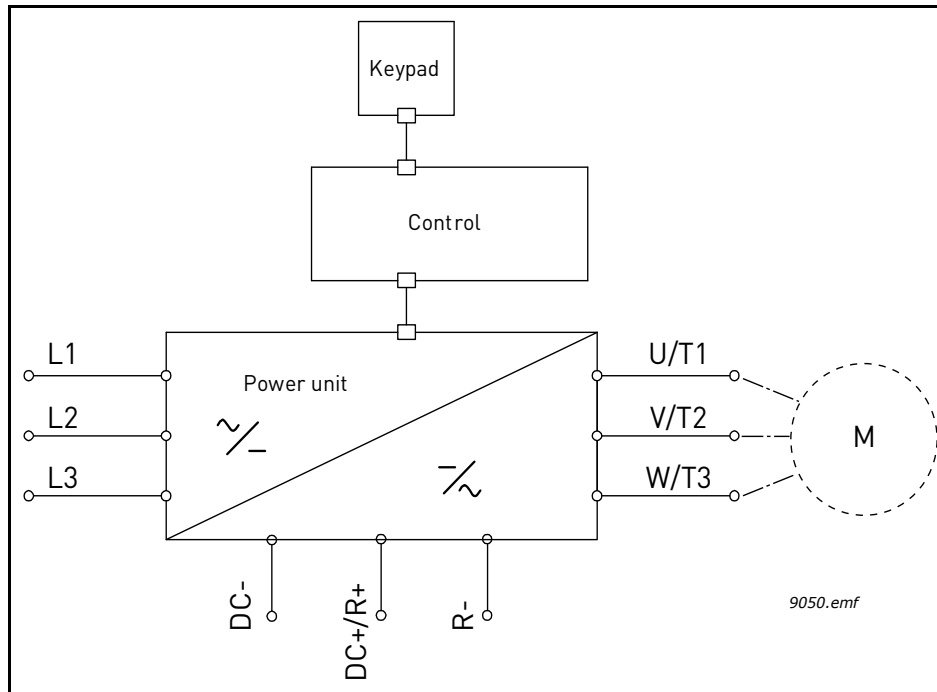 Keypad
Control
L1
L2
L3
Power unit
~/−
−/~
U/T1
V/T2
W/T3
M
DC-
DC+/R+
R-
9050.emf